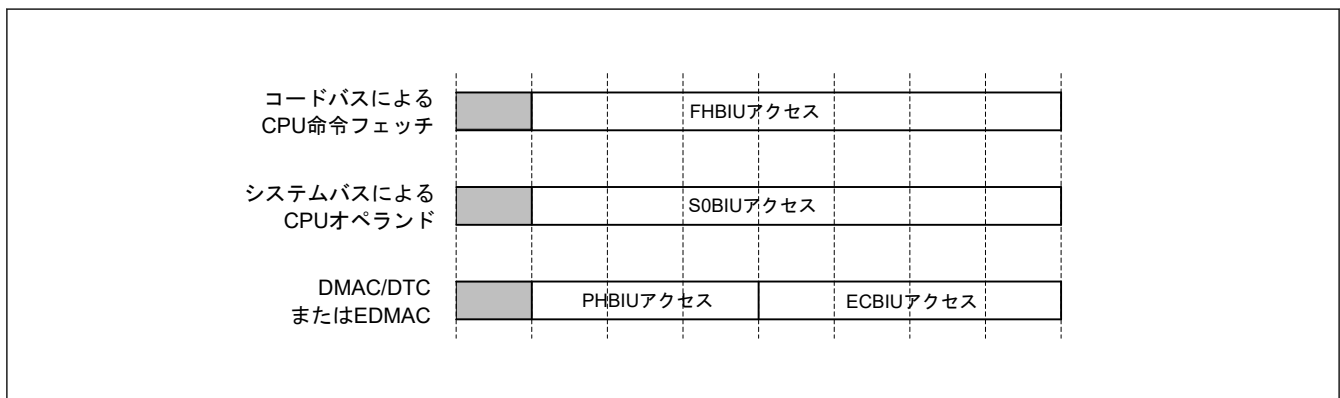 コードバスによる
CPU命令フェッチ
FHBIUアクセス
システムバスによる
CPUオペランド
S0BIUアクセス
DMAC/DTC
またはEDMAC
PHBIUアクセス
ECBIUアクセス